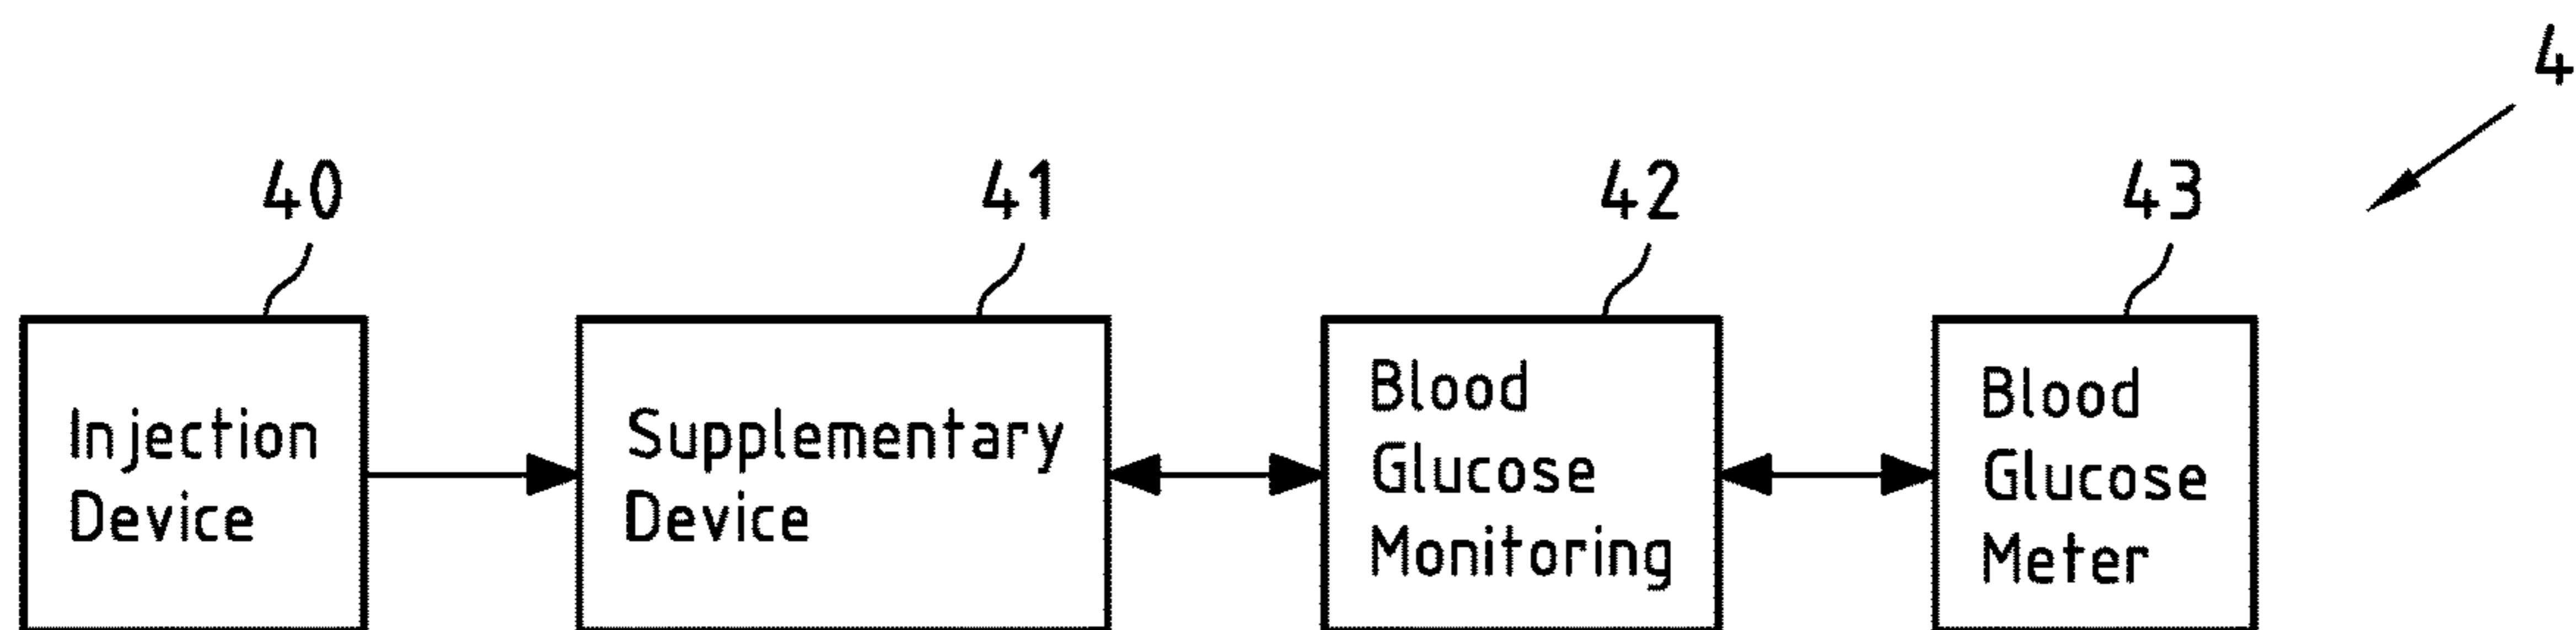 4
40
41
42
43
Injection
Device
Supplementary
Device
Blood
Glucose
Monitoring
Blood
Glucose
Meter